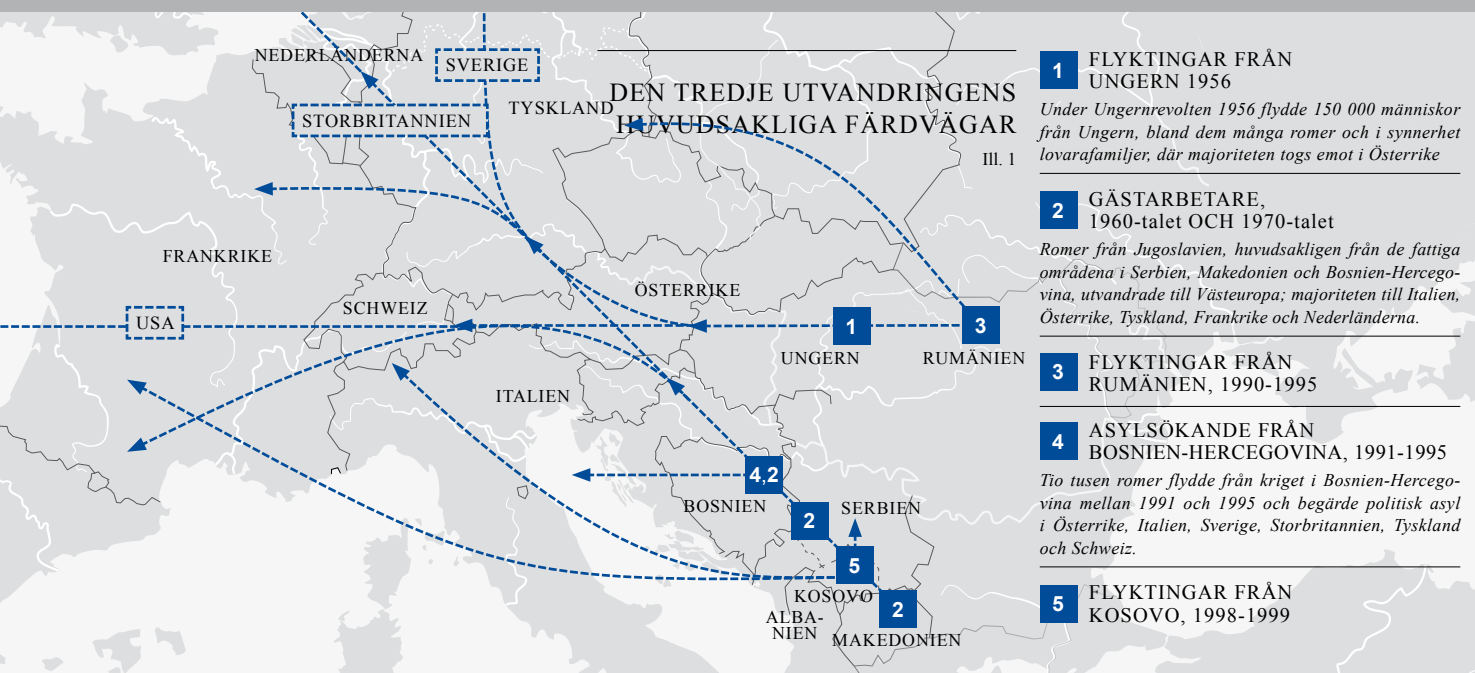 NEDERLÄNDERNA
SVERIGE
STORBRITANNIEN
TYSKLAND
DEN TREDJE UTVANDRINGENS
HUVUDSAKLIGA FÄRDVÄGAR
Ill. 1
FRANKRIKE
SCHWEIZ
ÖSTERRIKE
USA
1
3
UNGERN
RUMÄNIEN
ITALIEN
4,2
BOSNIEN
2
SERBIEN
5
KOSOVO
2
ALBA-
NIEN
MAKEDONIEN
1 FLYKTINGAR FRÅN
UNGERN 1956
Under Ungernrevolten 1956 flydde 150 000 människor
från Ungern, bland dem många romer och i synnerhet
lovarafamiljer, där majoriteten togs emot i Österrike
2 GÄSTARBETARE,
1960-talet OCH 1970-talet
Romer från Jugoslavien, huvudsakligen från de fattiga
områdena i Serbien, Makedonien och Bosnien-Hercego-
vina, utvandrade till Västeuropa; majoriteten till Italien,
Österrike, Tyskland, Frankrike och Nederländerna.
3 FLYKTINGAR FRÅN
RUMÄNIEN, 1990-1995
4 ASYLSÖKANDE FRÅN
BOSNIEN-HERCEGOVINA, 1991-1995
Tio tusen romer flydde från kriget i Bosnien-Hercego-
vina mellan 1991 och 1995 och begärde politisk asyl
i Österrike, Italien, Sverige, Storbritannien, Tyskland
och Schweiz.
5 FLYKTINGAR FRÅN
KOSOVO, 1998-1999